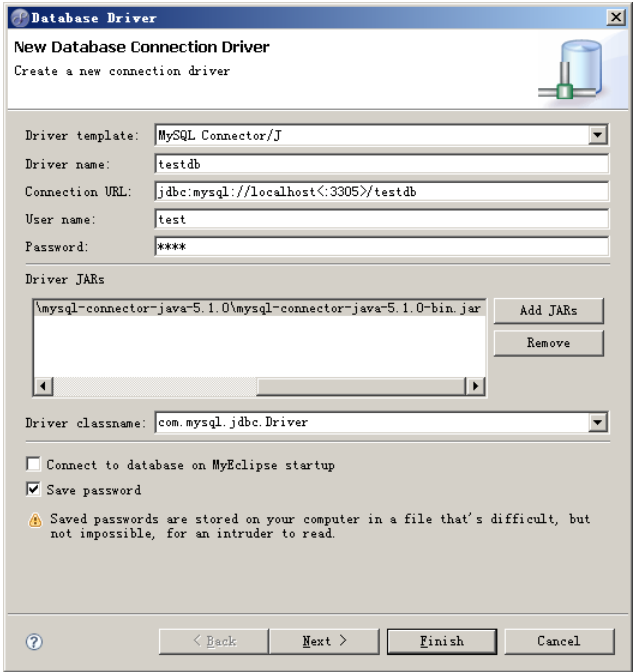 Database Driver
New Database Connection Driver
Create a new connection driver
Driver template: MySQL Connector/J
Driver name: testdb
Connection URL: jdbc:mysql://localhost<:3305>/testdb
User name: test
Password: ****
Driver JARs
\mysql-connector-java-5.1.0\mysql-connector-java-5.1.0-bin.jar
Add JARs
Remove
Driver classname: com.mysql.jdbc.Driver
Connect to database on MyEclipse startup
Save password
Saved passwords are stored on your computer in a file that's difficult, but
not impossible, for an intruder to read.
< Back Next > Finish Cancel